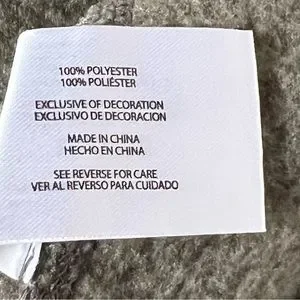 100% POLYESTER
100% POLIÉSTER
EXCLUSIVE OF DECORATION
EXCLUSIVO DE DECORACION
MADE IN CHINA
HECHO EN CHINA
SEE REVERSE FOR CARE
VER AL REVERSO PARA CUIDADO